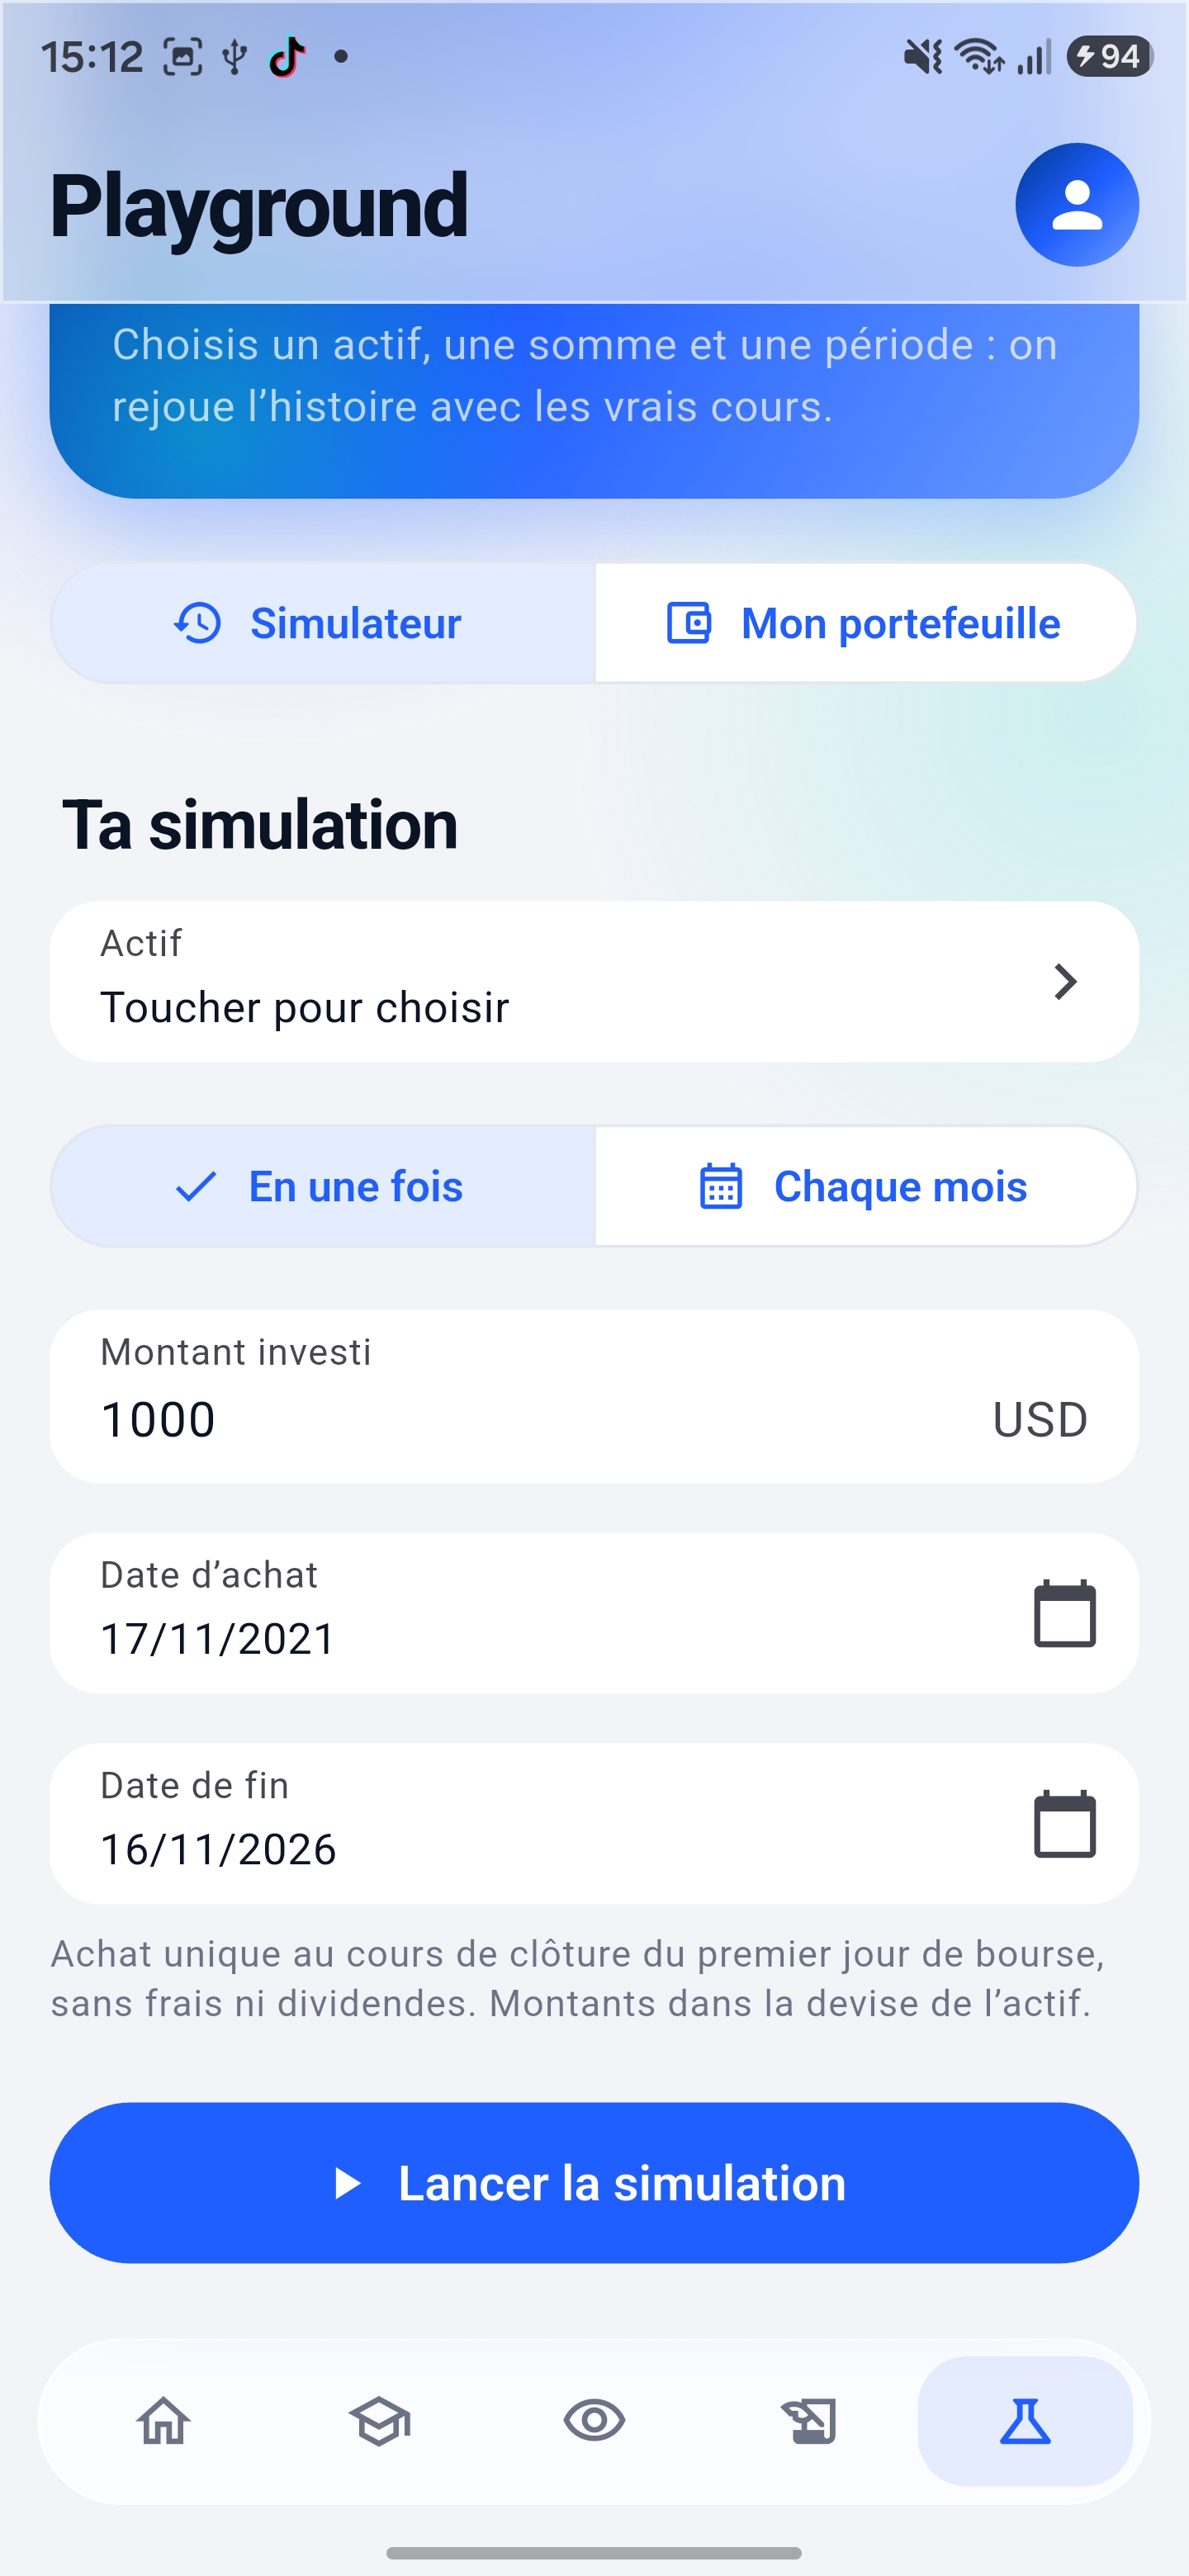 15:12
94
Playground
Choisis un actif, une somme et une période : on
rejoue l’histoire avec les vrais cours.
Simulateur
Mon portefeuille
Ta simulation
Actif
Toucher pour choisir
En une fois
Chaque mois
Montant investi
1000
USD
Date d’achat
17/11/2021
Date de fin
16/11/2026
Achat unique au cours de clôture du premier jour de bourse,
sans frais ni dividendes. Montants dans la devise de l’actif.
Lancer la simulation